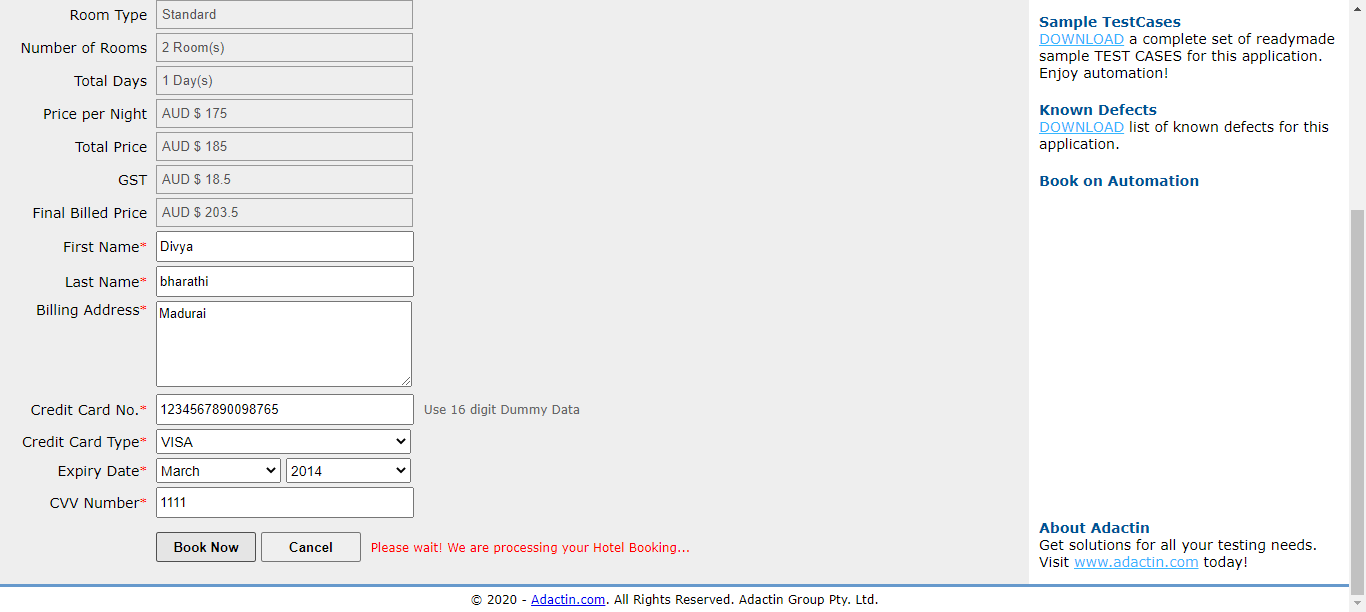 Room Type Standard
Number of Rooms 2 Room(s)
Total Days 1 Day(s)
Price per Night AUD $ 175
Total Price AUD $ 185
GST AUD $ 18.5
Final Billed Price AUD $ 203.5
First Name* Divya
Last Name* bharathi
Billing Address* Madurai
Credit Card No.* 1234567890098765 Use 16 digit Dummy Data
Credit Card Type* VISA
Expiry Date* March 2014
CVV Number* 1111
Book Now Cancel Please wait! We are processing your Hotel Booking...
Sample TestCases
DOWNLOAD a complete set of readymade
sample TEST CASES for this application.
Enjoy automation!
Known Defects
DOWNLOAD list of known defects for this
application.
Book on Automation
About Adactin
Get solutions for all your testing needs.
Visit www.adactin.com today!
© 2020 - Adactin.com. All Rights Reserved. Adactin Group Pty. Ltd.